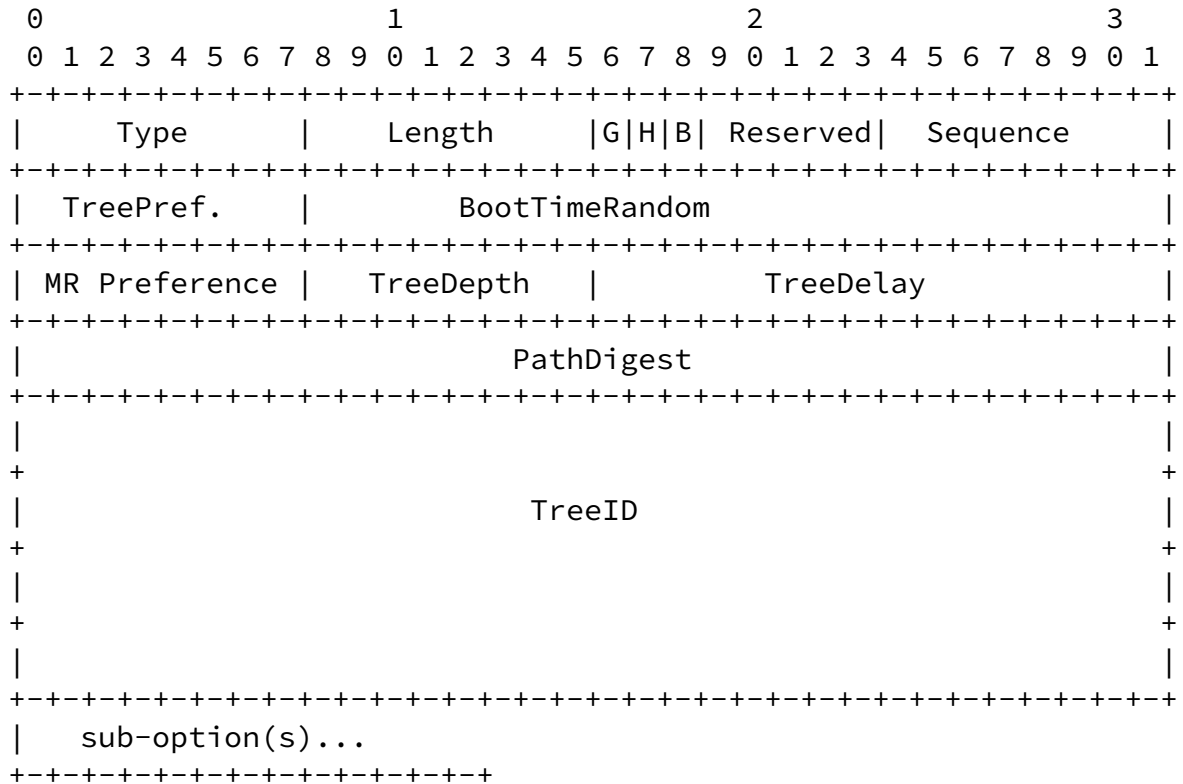 0                   1                   2                   3
 0 1 2 3 4 5 6 7 8 9 0 1 2 3 4 5 6 7 8 9 0 1 2 3 4 5 6 7 8 9 0 1
+-+-+-+-+-+-+-+-+-+-+-+-+-+-+-+-+-+-+-+-+-+-+-+-+-+-+-+-+-+-+-+-+
|     Type      |    Length     |G|H|B| Reserved|  Sequence     |
+-+-+-+-+-+-+-+-+-+-+-+-+-+-+-+-+-+-+-+-+-+-+-+-+-+-+-+-+-+-+-+-+
|  TreePref.    |        BootTimeRandom                         |
+-+-+-+-+-+-+-+-+-+-+-+-+-+-+-+-+-+-+-+-+-+-+-+-+-+-+-+-+-+-+-+-+
| MR Preference |   TreeDepth   |         TreeDelay             |
+-+-+-+-+-+-+-+-+-+-+-+-+-+-+-+-+-+-+-+-+-+-+-+-+-+-+-+-+-+-+-+-+
|                           PathDigest                          |
+-+-+-+-+-+-+-+-+-+-+-+-+-+-+-+-+-+-+-+-+-+-+-+-+-+-+-+-+-+-+-+-+
|                                                               |
+                                                               +
|                            TreeID                             |
+                                                               +
|                                                               |
+                                                               +
|                                                               |
+-+-+-+-+-+-+-+-+-+-+-+-+-+-+-+-+-+-+-+-+-+-+-+-+-+-+-+-+-+-+-+-+
|   sub-option(s)...
+-+-+-+-+-+-+-+-+-+-+-+-+-+